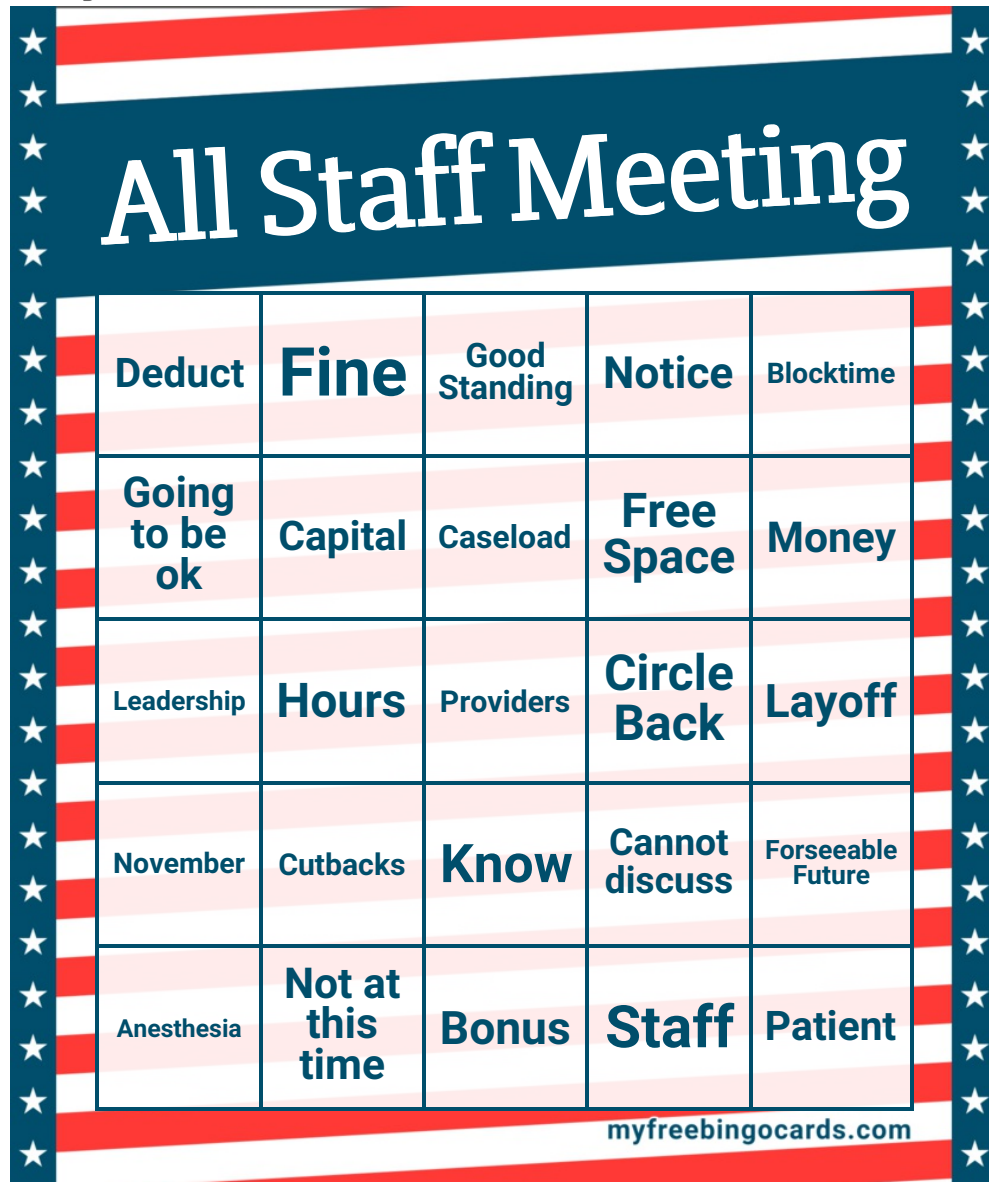 All Staff Meeting
Deduct
Fine
Good
Standing
Notice
Blocktime
Going
to be
ok
Capital
Caseload
Free
Space
Money
Leadership
Hours
Providers
Circle
Back
Layoff
November
Cutbacks
Know
Cannot
discuss
Forseeable
Future
Anesthesia
Not at
this
time
Bonus
Staff
Patient
myfreebingocards.com